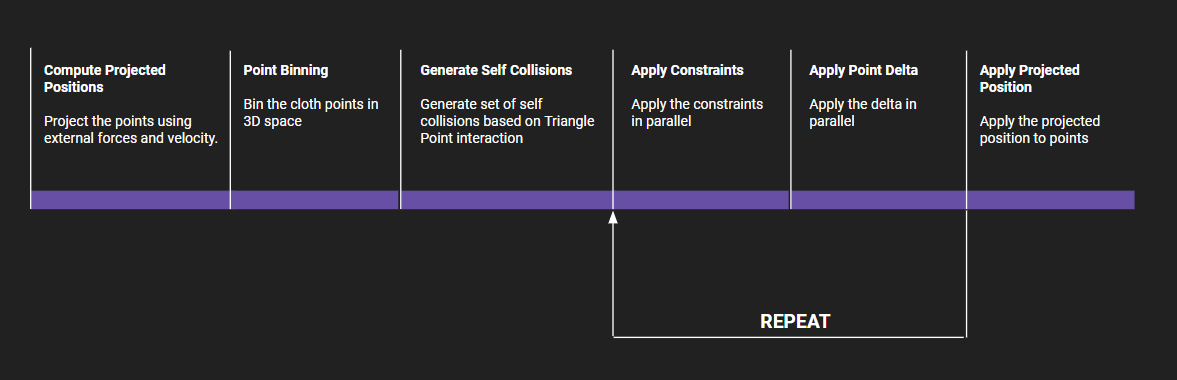 Compute Projected
Positions
Project the points using
external forces and velocity.
Point Binning
Bin the cloth points in
3D space
Generate Self Collisions
Generate set of self
collisions based on Triangle
Point interaction
Apply Constraints
Apply the constraints
in parallel
Apply Point Delta
Apply the delta in
parallel
Apply Projected
Position
Apply the projected
position to points
REPEAT